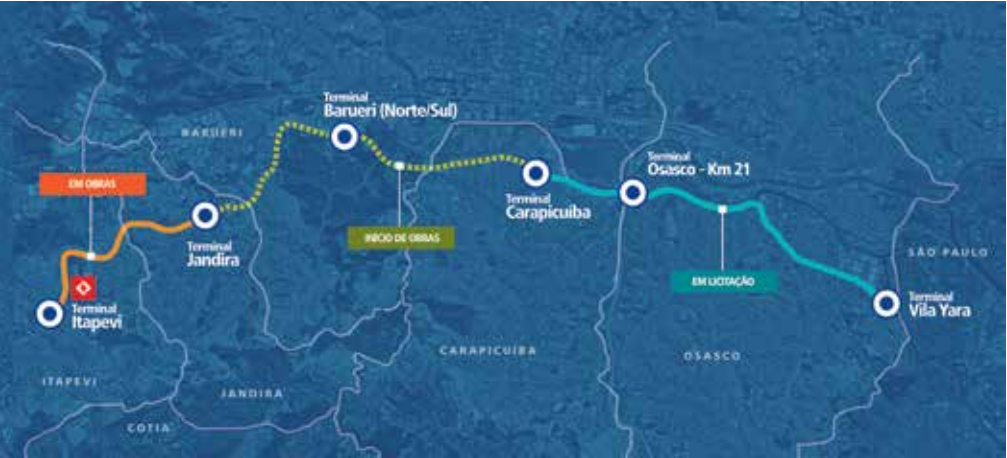 Terminal
Barueri (Norte/Sul)
BARUERI
Terminal
Osasco - Km 21
EM OBRAS
Terminal
Carapicuíba
Terminal
Jandira
INÍCIO DE OBRAS
SÃO PAULO
EM LICITAÇÃO
Terminal
Itapevi
Terminal
Vila Yara
CARAPICUIBA
OSASCO
ITAPEVI
JANDIRA
COTIA